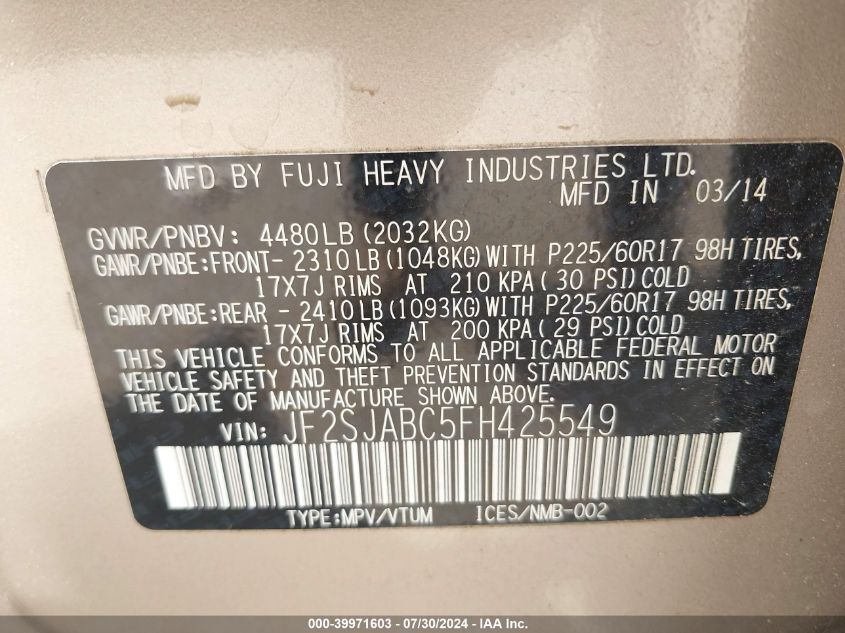 MFD BY FUJI HEAVY INDUSTRIES LTD.
MFD IN 03/14
GVWR/PNBV: 4480LB (2032KG)
GAWR/PNBE:FRONT- 2310LB (1048KG)WITH P225/60R17 98H TIRES,
17X7J RIMS AT 210 KPA (30 PSI)COLD
GAWR/PNBE:REAR - 2410LB (1093KG)WITH P225/60R17 98H TIRES,
17X7J RIMS AT 200 KPA (29 PSI)COLD
THIS VEHICLE CONFORMS TO ALL APPLICABLE FEDERAL MOTOR
VEHICLE SAFETY AND THEFT PREVENTION STANDARDS IN EFFECT ON
THE DATE OF MANUFACTURE SHOWN ABOVE.
VIN: JF2SJABC5FH425549
TYPE:MPV/VTUM ICES/NMB-002
000-39971603 - 07/30/2024 - IAA Inc.